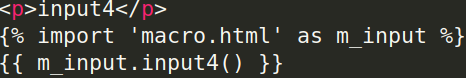 <p>input4</p>
{% import 'macro.html' as m_input %}
{{ m_input.input4() }}